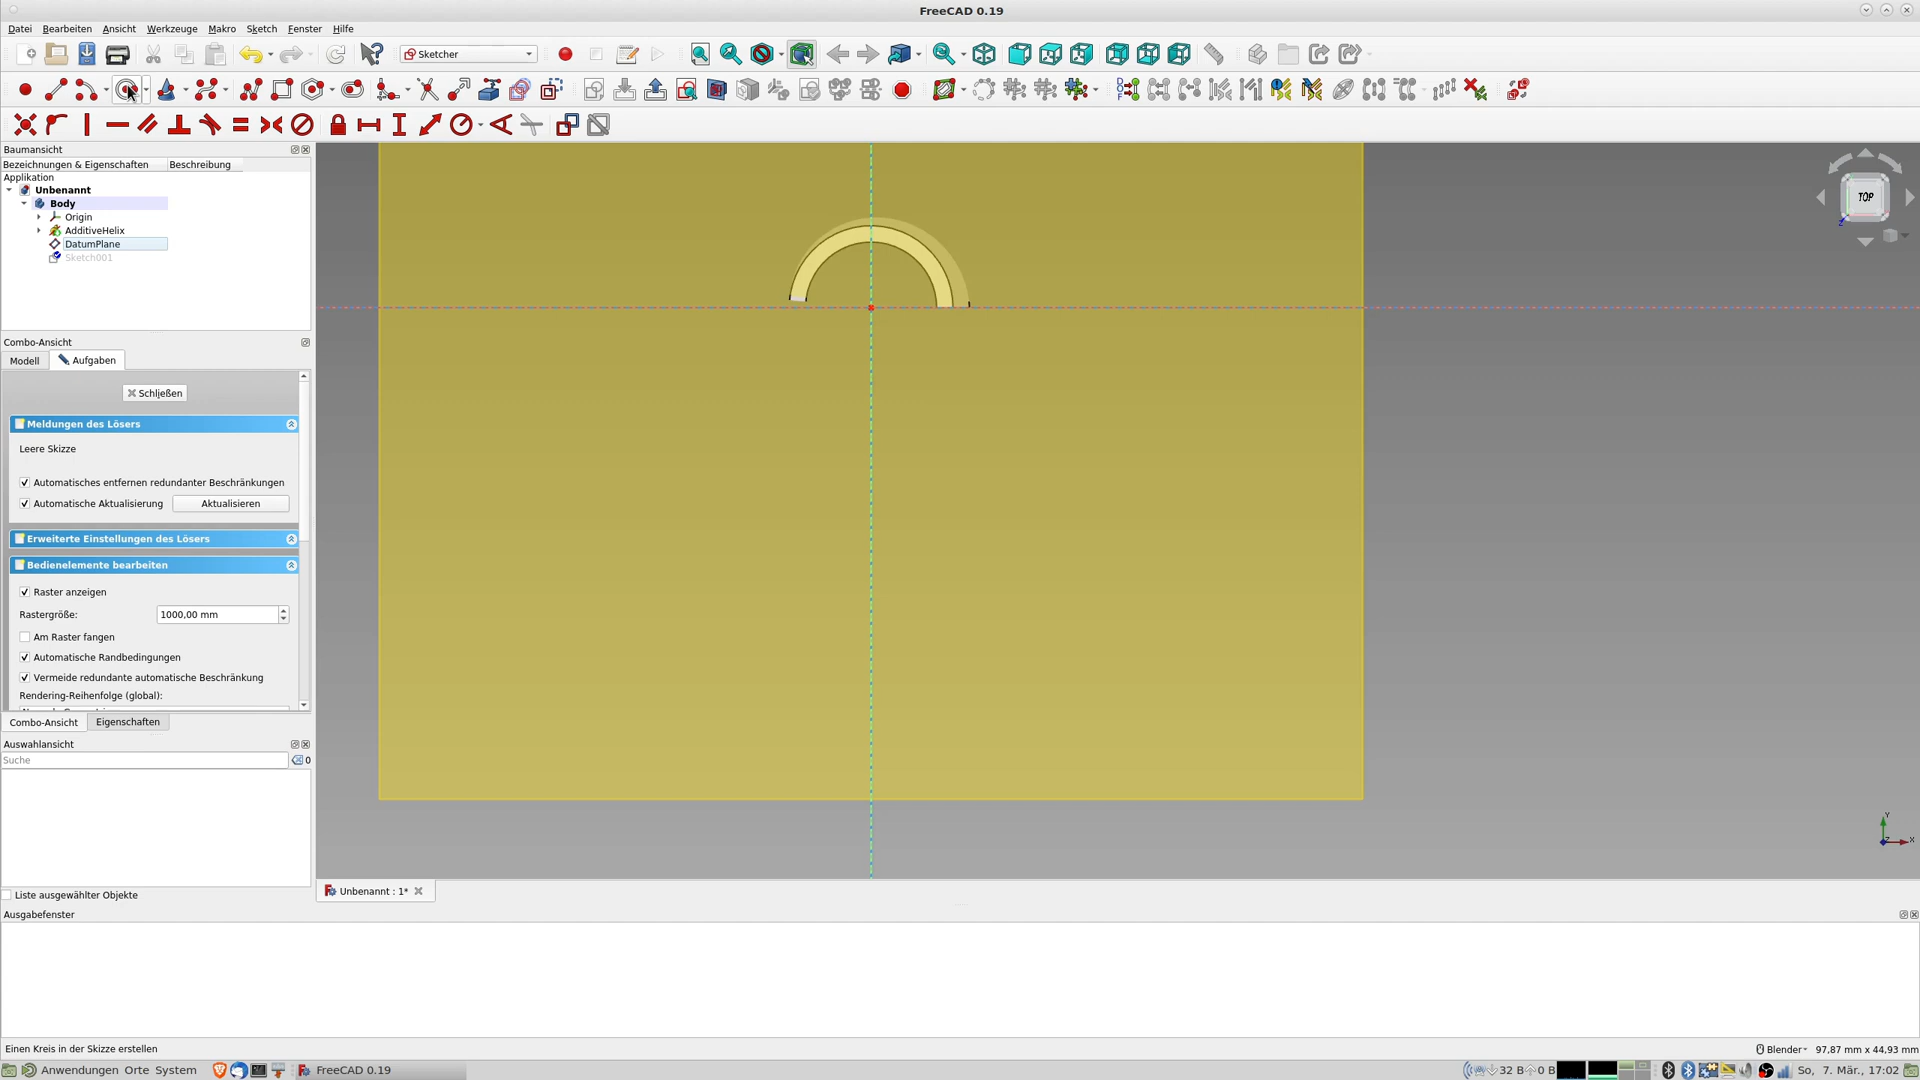 FreeCAD 0.19
Datei Bearbeiten Ansicht Werkzeuge Makro Sketch Fenster Hilfe
Sketcher
Baumansicht
Bezeichnungen & Eigenschaften Beschreibung
Applikation
Unbenannt
Body
Origin
AdditiveHelix
DatumPlane
Sketch001
Combo-Ansicht
Modell Aufgaben
Schließen
Meldungen des Lösers
Leere Skizze
Automatisches entfernen redundanter Beschränkungen
Automatische Aktualisierung Aktualisieren
Erweiterte Einstellungen des Lösers
Bedienelemente bearbeiten
Raster anzeigen
Rastergröße: 1000,00 mm
Am Raster fangen
Automatische Randbedingungen
Vermeide redundante automatische Beschränkung
Rendering-Reihenfolge (global):
Combo-Ansicht Eigenschaften
Auswahlansicht
Suche 0
Liste ausgewählter Objekte
TOP
Z
Y
X
Unbenannt : 1*
Ausgabefenster
Einen Kreis in der Skizze erstellen
Blender 97,87 mm x 44,93 mm
Anwendungen Orte System FreeCAD 0.19 32 B 0 B So, 7. Mär., 17:02